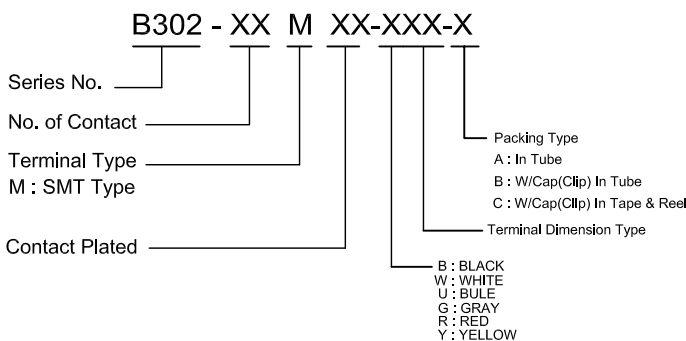 B302 - XX M XX-XXX-X
Series No.
No. of Contact
Terminal Type
M : SMT Type
Contact Plated
Packing Type
A : In Tube
B : W/Cap(Clip) In Tube
C : W/Cap(Clip) In Tape & Reel
Terminal Dimension Type
B : BLACK
W : WHITE
U : BULE
G : GRAY
R : RED
Y : YELLOW